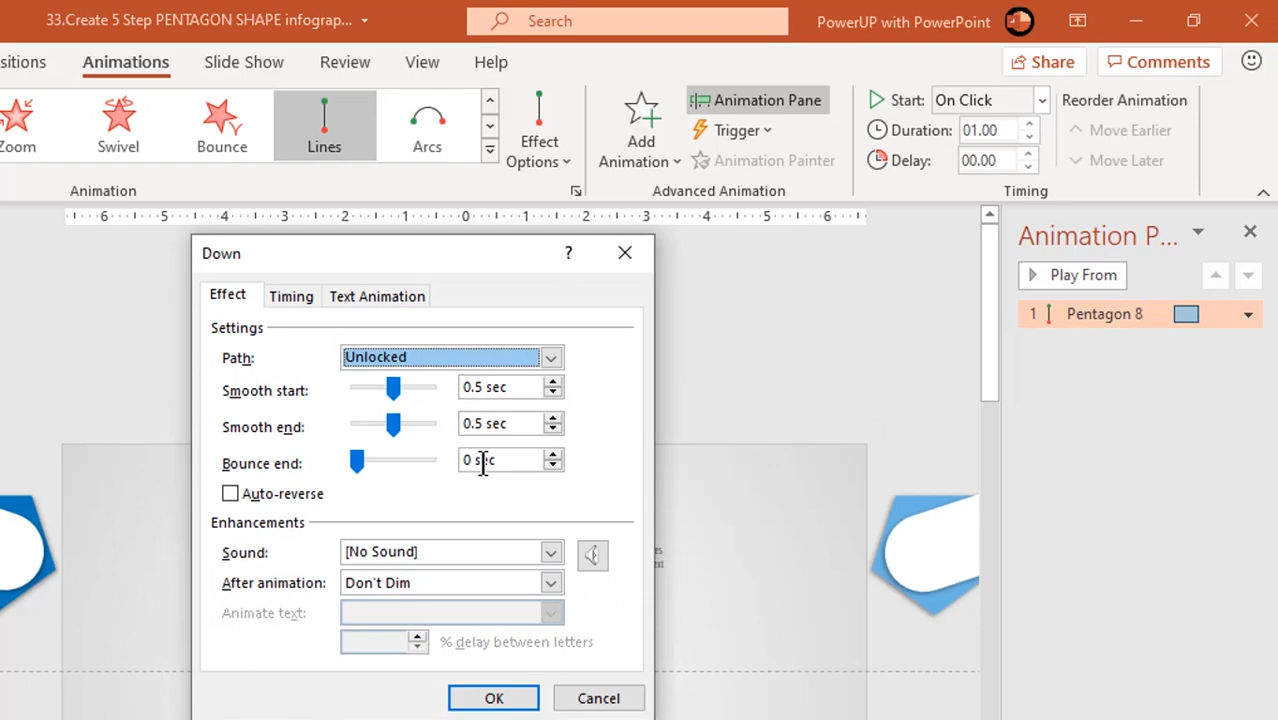 33.Create 5 Step PENTAGON SHAPE infograp...
Search
PowerUP with PowerPoint
sitions Animations Slide Show Review View Help
Share Comments
Zoom Swivel Bounce Lines Arcs
Effect Options
Add Animation
Animation Pane
Trigger
Animation Painter
Start: On Click
Duration: 01.00
Delay: 00.00
Reorder Animation
Move Earlier
Move Later
Animation Advanced Animation Timing
6 5 4 3 2 1 0 1 2 3 4 5 6
Down ?
Effect Timing Text Animation
Settings
Path: Unlocked
Smooth start: 0.5 sec
Smooth end: 0.5 sec
Bounce end: 0 sec
Auto-reverse
Enhancements
Sound: [No Sound]
After animation: Don't Dim
Animate text:
% delay between letters
OK Cancel
Animation P...
Play From
1 Pentagon 8